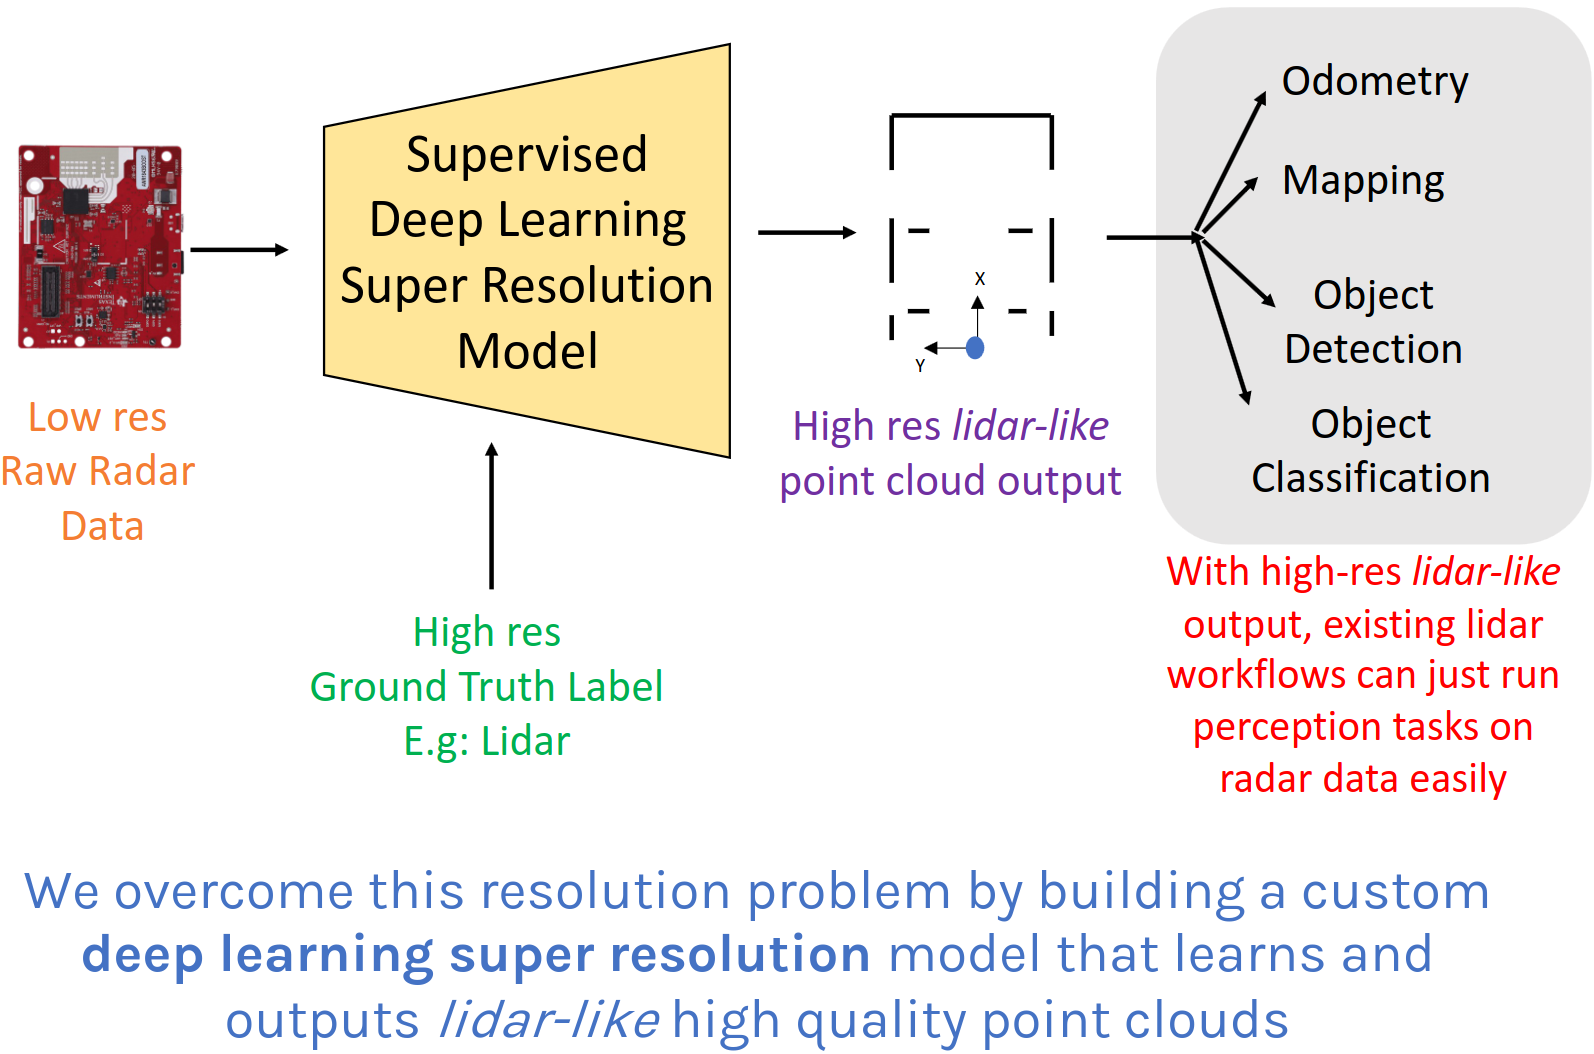 Supervised
Deep Learning
Super Resolution
Model
Low res
Raw Radar
Data
High res
Ground Truth Label
E.g: Lidar
X
Y
High res lidar-like
point cloud output
Odometry
Mapping
Object
Detection
Object
Classification
With high-res lidar-like
output, existing lidar
workflows can just run
perception tasks on
radar data easily
We overcome this resolution problem by building a custom
deep learning super resolution model that learns and
outputs lidar-like high quality point clouds